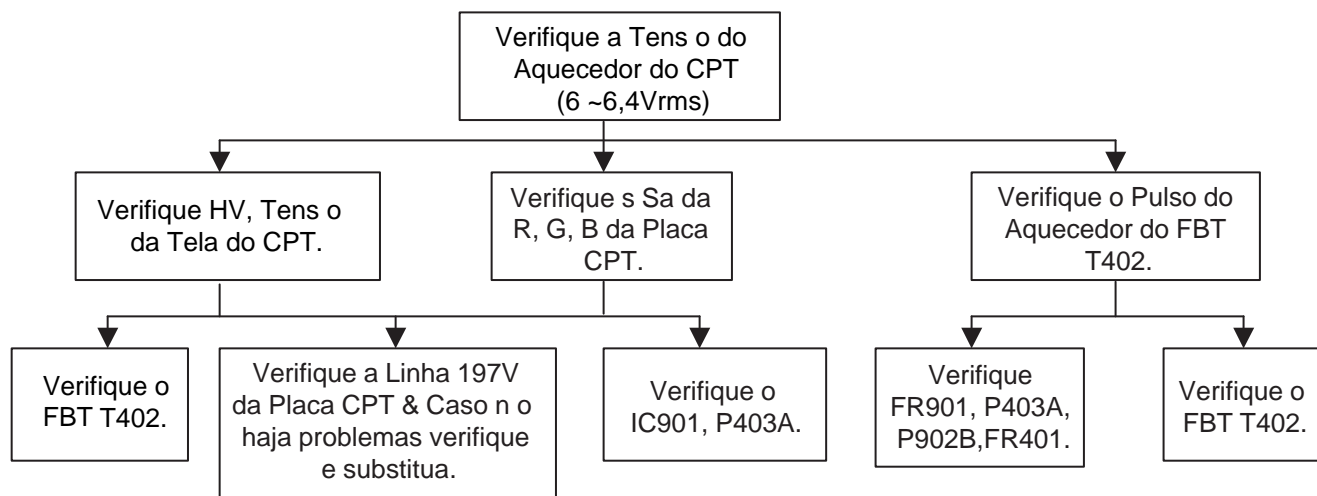 Verifique a Tens o do
Aquecedor do CPT
(6 ~6,4Vrms)
Verifique HV, Tens o
da Tela do CPT.
Verifique s Sa da
R, G, B da Placa
CPT.
Verifique o Pulso do
Aquecedor do FBT
T402.
Verifique o
FBT T402.
Verifique a Linha 197V
da Placa CPT & Caso n o
haja problemas verifique
e substitua.
Verifique o
IC901, P403A.
Verifique
FR901, P403A,
P902B,FR401.
Verifique o
FBT T402.